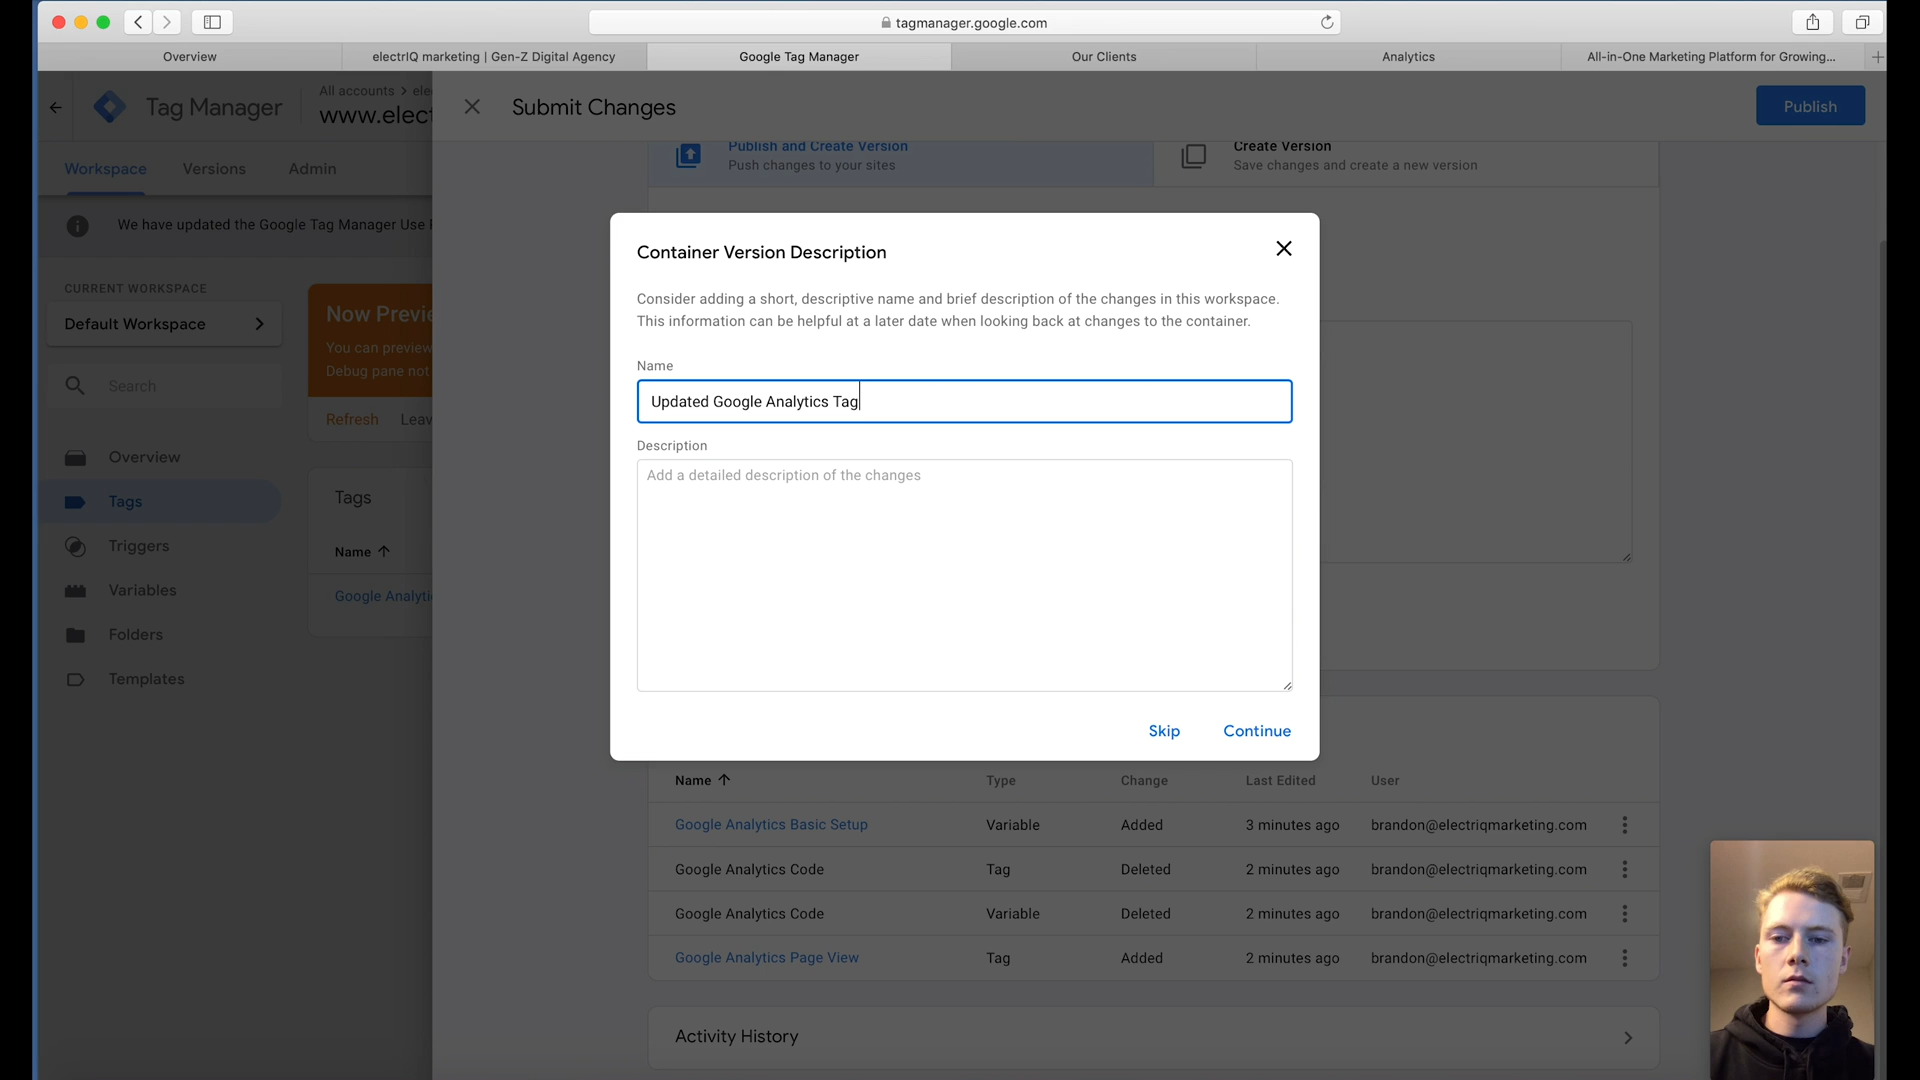 tagmanager.google.com
Overview
electrIQ marketing | Gen-Z Digital Agency
Google Tag Manager
Our Clients
Analytics
All-in-One Marketing Platform for Growing...
Tag Manager
All accounts > ele
www.elect
Submit Changes
Publish
Workspace
Versions
Admin
Publish and Create Version
Push changes to your sites
Create Version
Save changes and create a new version
We have updated the Google Tag Manager Use
CURRENT WORKSPACE
Default Workspace
Search
Now Previe
You can preview
Debug pane not
Refresh
Leav
Overview
Tags
Triggers
Variables
Folders
Templates
Tags
Name
Google Analyti
Container Version Description
Consider adding a short, descriptive name and brief description of the changes in this workspace.
This information can be helpful at a later date when looking back at changes to the container.
Name
Updated Google Analytics Tag
Description
Add a detailed description of the changes
Skip
Continue
Name Type Change Last Edited User
Google Analytics Basic Setup Variable Added 3 minutes ago brandon@electriqmarketing.com
Google Analytics Code Tag Deleted 2 minutes ago brandon@electriqmarketing.com
Google Analytics Code Variable Deleted 2 minutes ago brandon@electriqmarketing.com
Google Analytics Page View Tag Added 2 minutes ago brandon@electriqmarketing.com
Activity History